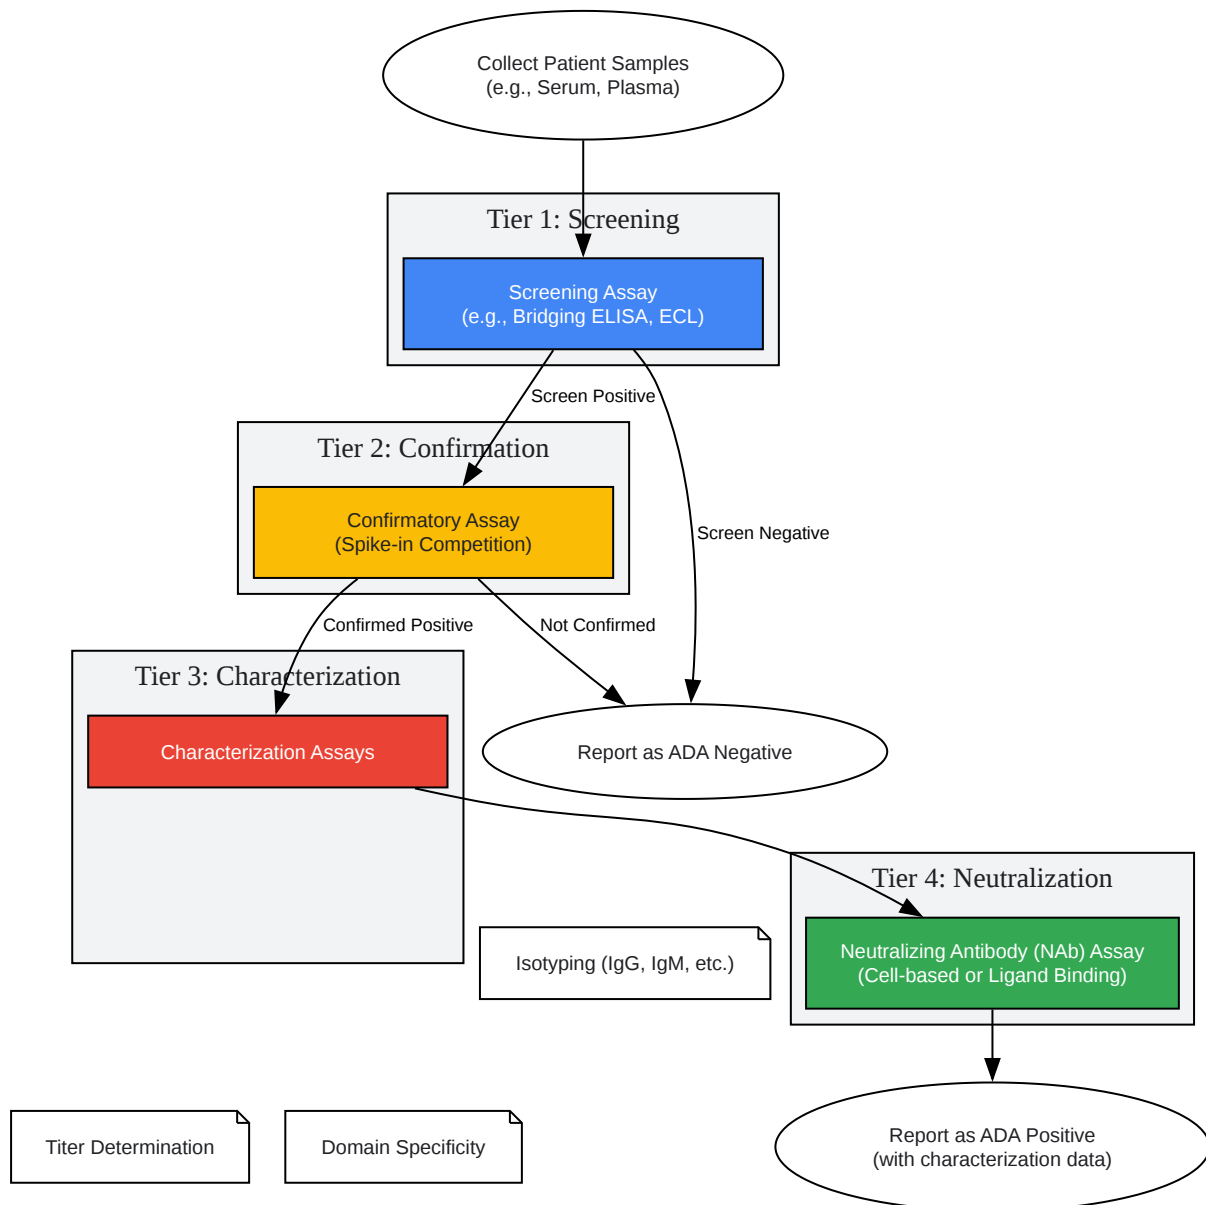 Collect Patient Samples
(e.g., Serum, Plasma)
Tier 1: Screening
Screening Assay
(e.g., Bridging ELISA, ECL)
Screen Positive
Tier 2: Confirmation
Confirmatory Assay
(Spike-in Competition)
Screen Negative
Confirmed Positive
Not Confirmed
Tier 3: Characterization
Characterization Assays
Report as ADA Negative
Tier 4: Neutralization
Neutralizing Antibody (NAb) Assay
(Cell-based or Ligand Binding)
Isotyping (IgG, IgM, etc.)
Titer Determination
Domain Specificity
Report as ADA Positive
(with characterization data)